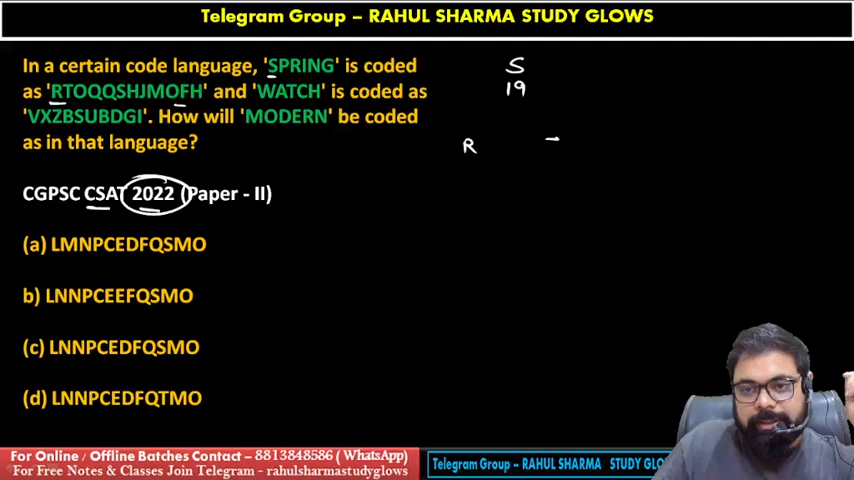 Telegram Group – RAHUL SHARMA STUDY GLOWS
In a certain code language, 'SPRING' is coded
as 'RTOQQSHJMOFH' and 'WATCH' is coded as
'VXZBSUBDGI'. How will 'MODERN' be coded
as in that language?
S
19
R
CGPSC CSAT 2022 (Paper - II)
(a) LMNPCEDFQSMO
b) LNNPCEEFQSMO
(c) LNNPCEDFQSMO
(d) LNNPCEDFQTMO
For Online / Offline Batches Contact – 8813848586 ( WhatsApp)
For Free Notes & Classes Join Telegram - rahulsharmastudyglows
Telegram Group – RAHUL SHARMA STUDY GLO